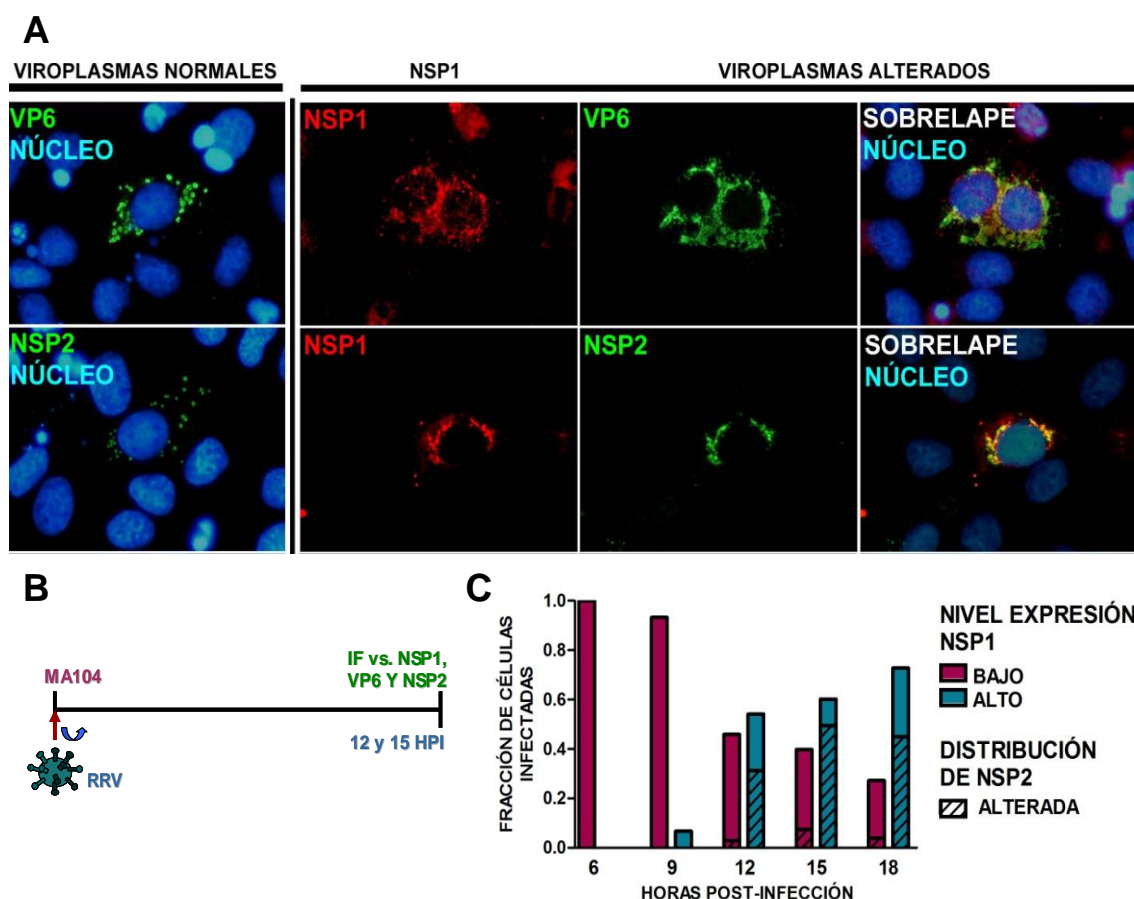 A
VIROPLASMAS NORMALES
NSP1
VIROPLASMAS ALTERADOS
VP6
NÚCLEO
NSP1
VP6
SOBRELAPE
NÚCLEO
NSP2
NÚCLEO
NSP1
NSP2
SOBRELAPE
NÚCLEO
B
MA104
IF vs. NSP1,
VP6 Y NSP2
12 y 15 HPI
RRV
C
FRACCIÓN DE CÉLULAS
INFECTADAS
1.0
0.8
0.6
0.4
0.2
0.0
6
9
12
15
18
HORAS POST-INFECCIÓN
NIVEL EXPRESIÓN
NSP1
BAJO
ALTO
DISTRIBUCIÓN
DE NSP2
ALTERADA